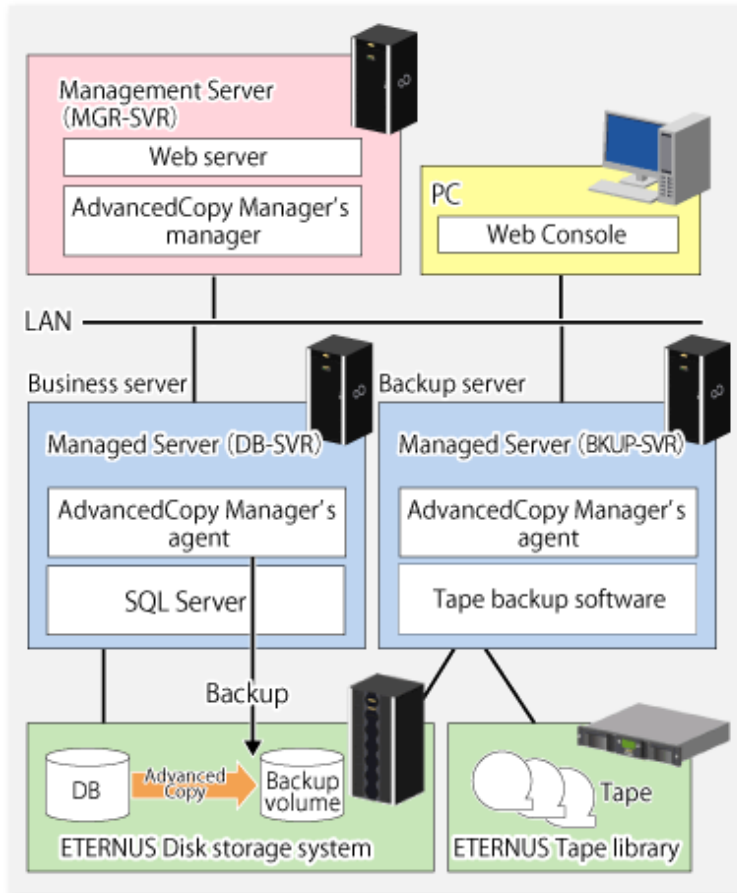 Management Server
(MGR-SVR)
Web server
AdvancedCopy Manager's
manager
PC
Web Console
LAN
Business server
Backup server
Managed Server (DB-SVR)
Managed Server (BKUP-SVR)
AdvancedCopy Manager's
agent
AdvancedCopy Manager's
agent
SQL Server
Tape backup software
Backup
DB
Advanced
Copy
Backup
volume
Tape
ETERNUS Disk storage system
ETERNUS Tape library